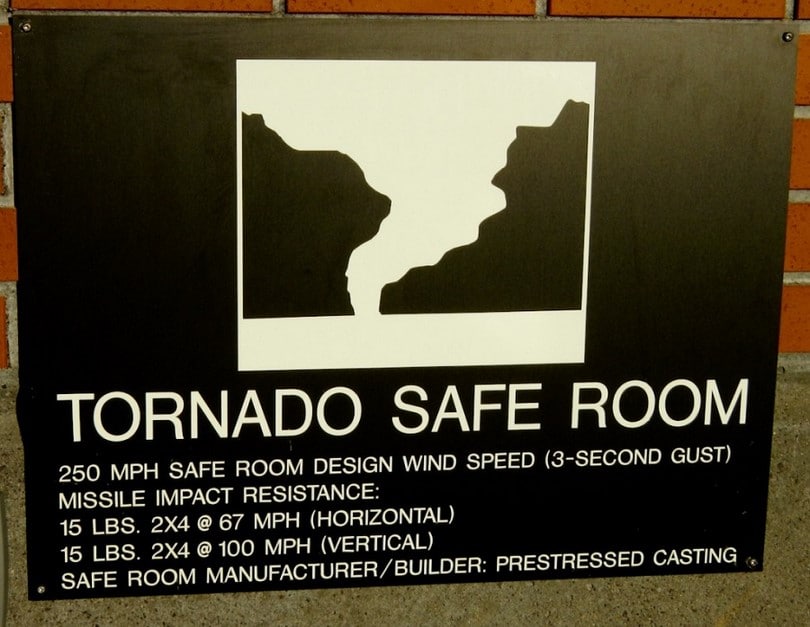 TORNADO SAFE ROOM
250 MPH SAFE ROOM DESIGN WIND SPEED (3-SECOND GUST)
MISSILE IMPACT RESISTANCE:
15 LBS. 2X4 @ 67 MPH (HORIZONTAL)
15 LBS. 2X4 @ 100 MPH (VERTICAL)
SAFE ROOM MANUFACTURER/BUILDER: PRESTRESSED CASTING